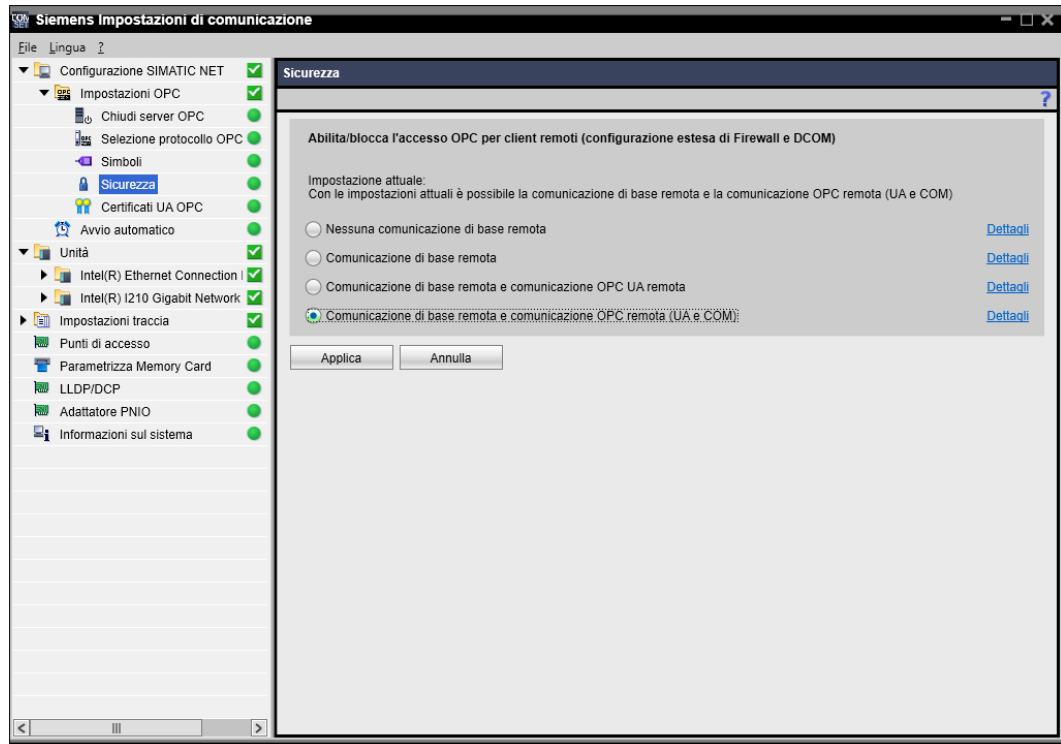 Siemens Impostazioni di comunicazione
File Lingua ?
Configurazione SIMATIC NET
Impostazioni OPC
Chiudi server OPC
Selezione protocollo OPC
Simboli
Sicurezza
Certificati UA OPC
Avvio automatico
Unità
Intel(R) Ethernet Connection
Intel(R) I210 Gigabit Network
Impostazioni traccia
Punti di accesso
Parametrizza Memory Card
LLDP/DCP
Adattatore PNIO
Informazioni sul sistema
Sicurezza
?
Abilita/blocca l'accesso OPC per client remoti (configurazione estesa di Firewall e DCOM)
Impostazione attuale:
Con le impostazioni attuali è possibile la comunicazione di base remota e la comunicazione OPC remota (UA e COM)
Nessuna comunicazione di base remota Dettagli
Comunicazione di base remota Dettagli
Comunicazione di base remota e comunicazione OPC UA remota Dettagli
Comunicazione di base remota e comunicazione OPC remota (UA e COM) Dettagli
Applica Annulla